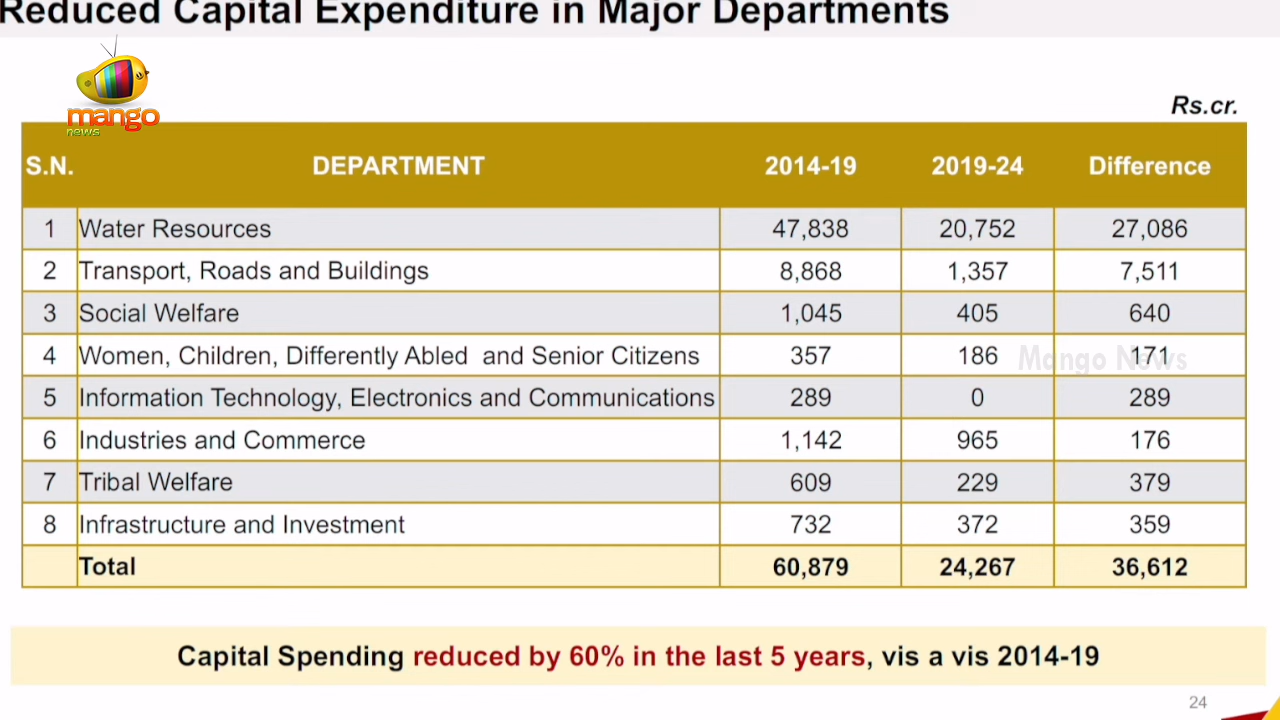 Reduced Capital Expenditure in Major Departments
mango
news
Rs.cr.
S.N. DEPARTMENT 2014-19 2019-24 Difference
1 Water Resources 47,838 20,752 27,086
2 Transport, Roads and Buildings 8,868 1,357 7,511
3 Social Welfare 1,045 405 640
4 Women, Children, Differently Abled and Senior Citizens 357 186 171
Mango News
5 Information Technology, Electronics and Communications 289 0 289
6 Industries and Commerce 1,142 965 176
7 Tribal Welfare 609 229 379
8 Infrastructure and Investment 732 372 359
Total 60,879 24,267 36,612
Capital Spending reduced by 60% in the last 5 years, vis a vis 2014-19
24